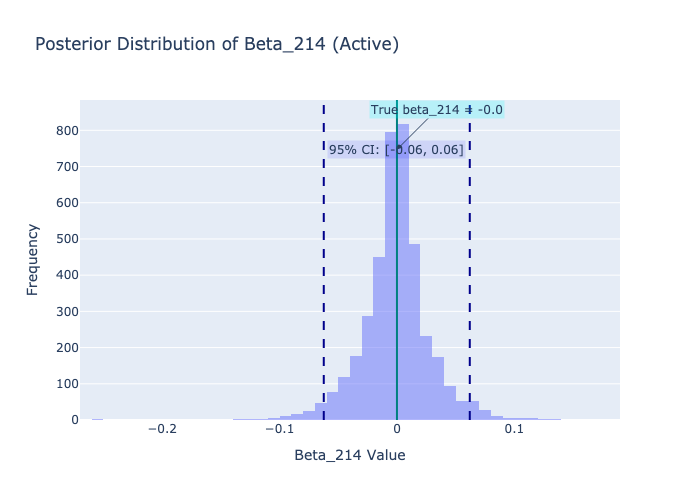 Posterior Distribution of Beta_214 (Active)
True beta_214 = -0.0
95% CI: [-0.06, 0.06]
800
700
600
500
400
300
200
100
0
Frequency
−0.2 −0.1 0 0.1
Beta_214 Value